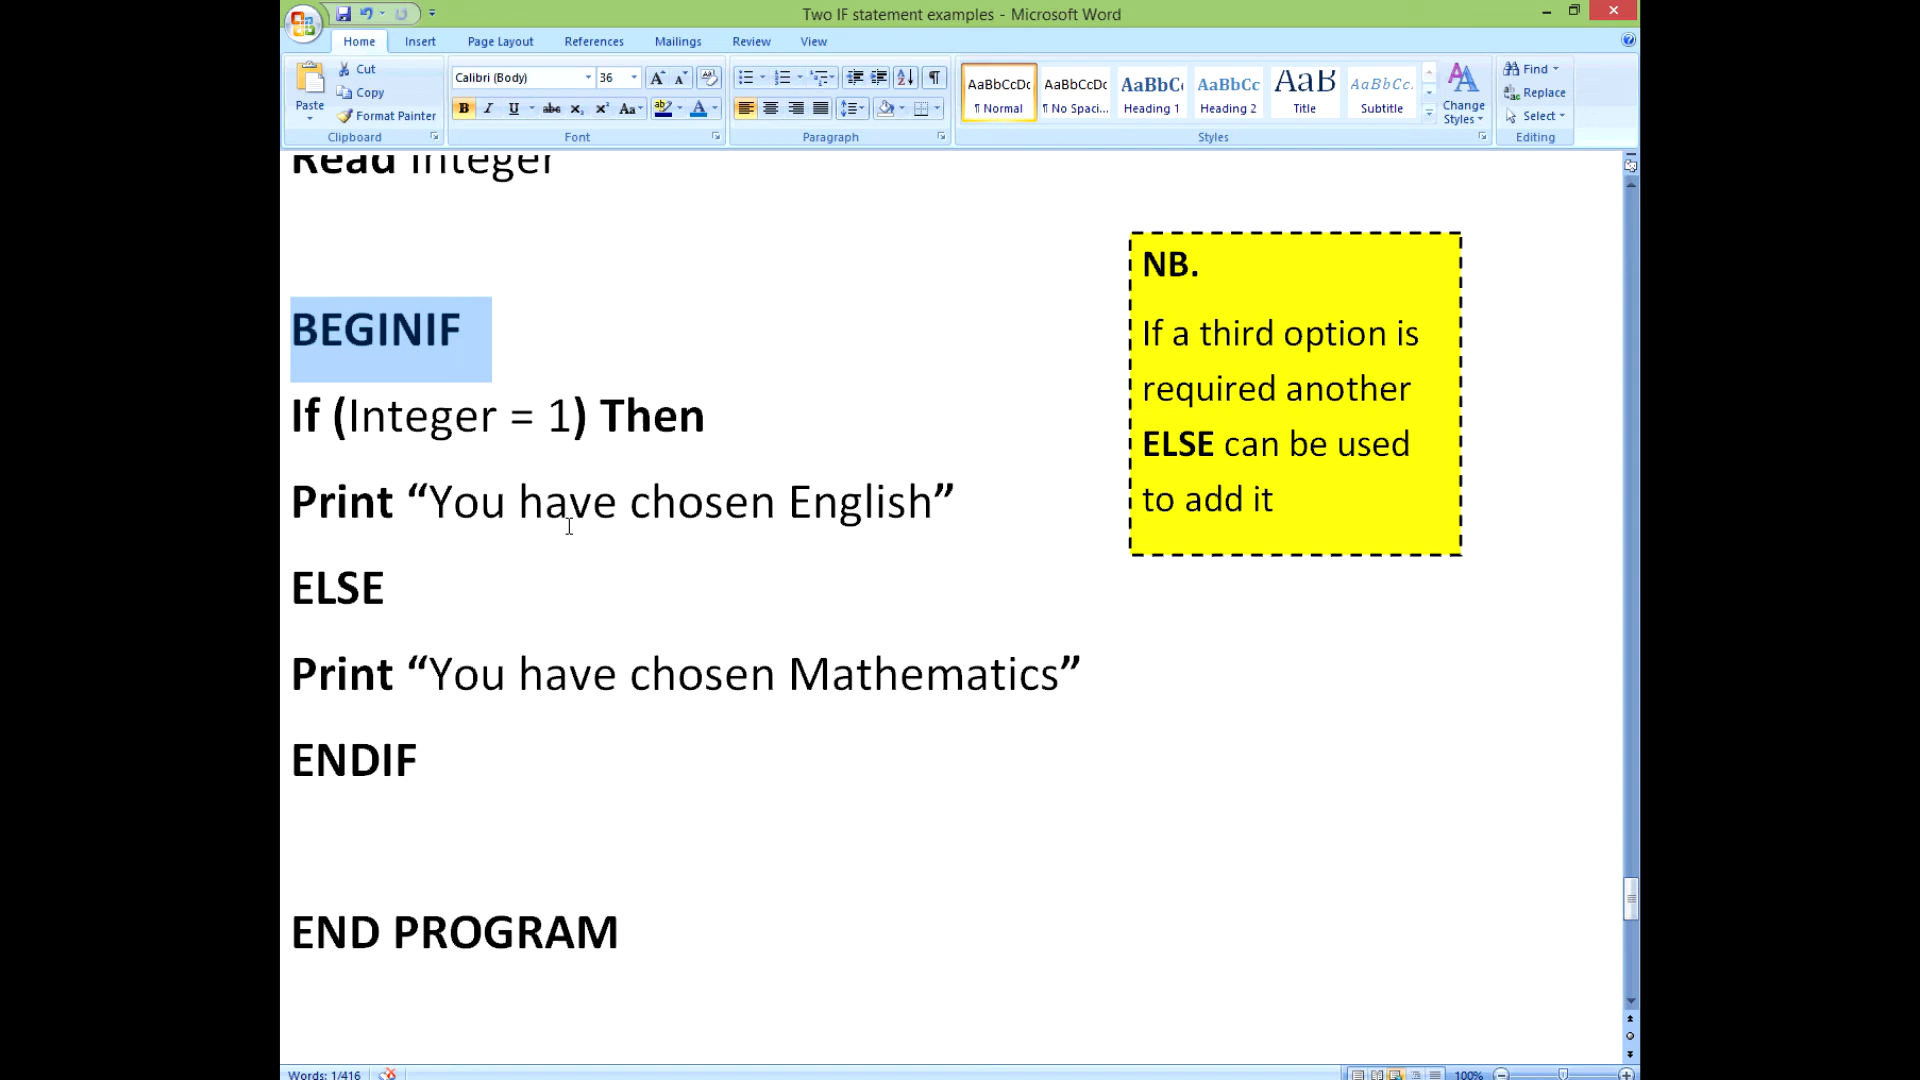 Two IF statement examples - Microsoft Word
Home Insert Page Layout References Mailings Review View
Paste
Cut
Copy
Format Painter
Clipboard
Calibri (Body) 36
Font
Paragraph
AaBbCcDc AaBbCcDc AaBbC AaBbCc AaB AaBbCc.
¶ Normal ¶ No Spaci... Heading 1 Heading 2 Title Subtitle
Change Styles
Styles
Find
Replace
Select
Editing
Read Integer
BEGINIF
If (Integer = 1) Then
Print “You have chosen English”
ELSE
Print “You have chosen Mathematics”
ENDIF
END PROGRAM
NB.
If a third option is
required another
ELSE can be used
to add it
Words: 1/416
100%